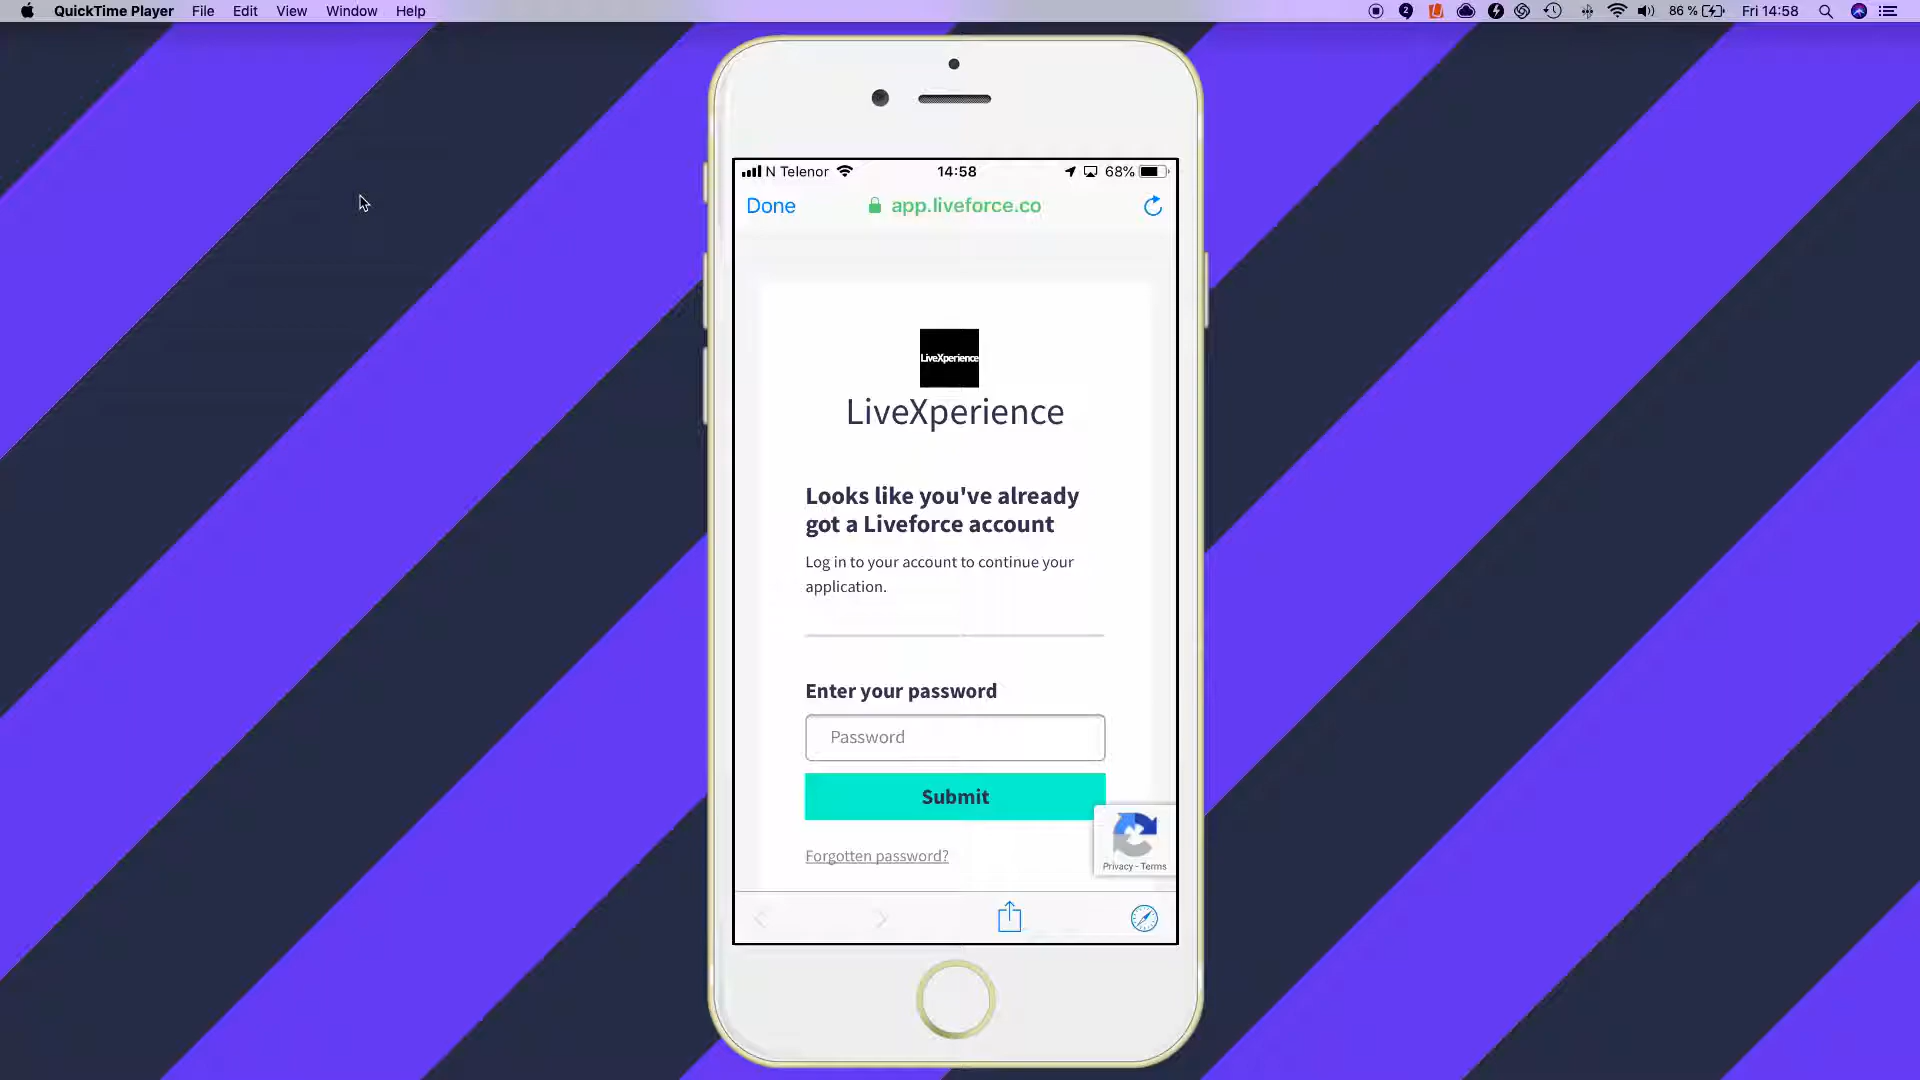 QuickTime Player File Edit View Window Help 2 86 % Fri 14:58
N Telenor 14:58 68%
Done app.liveforce.co
LiveXperience
LiveXperience
Looks like you've already
got a Liveforce account
Log in to your account to continue your
application.
Enter your password
Password
Submit
Privacy - Terms
Forgotten password?